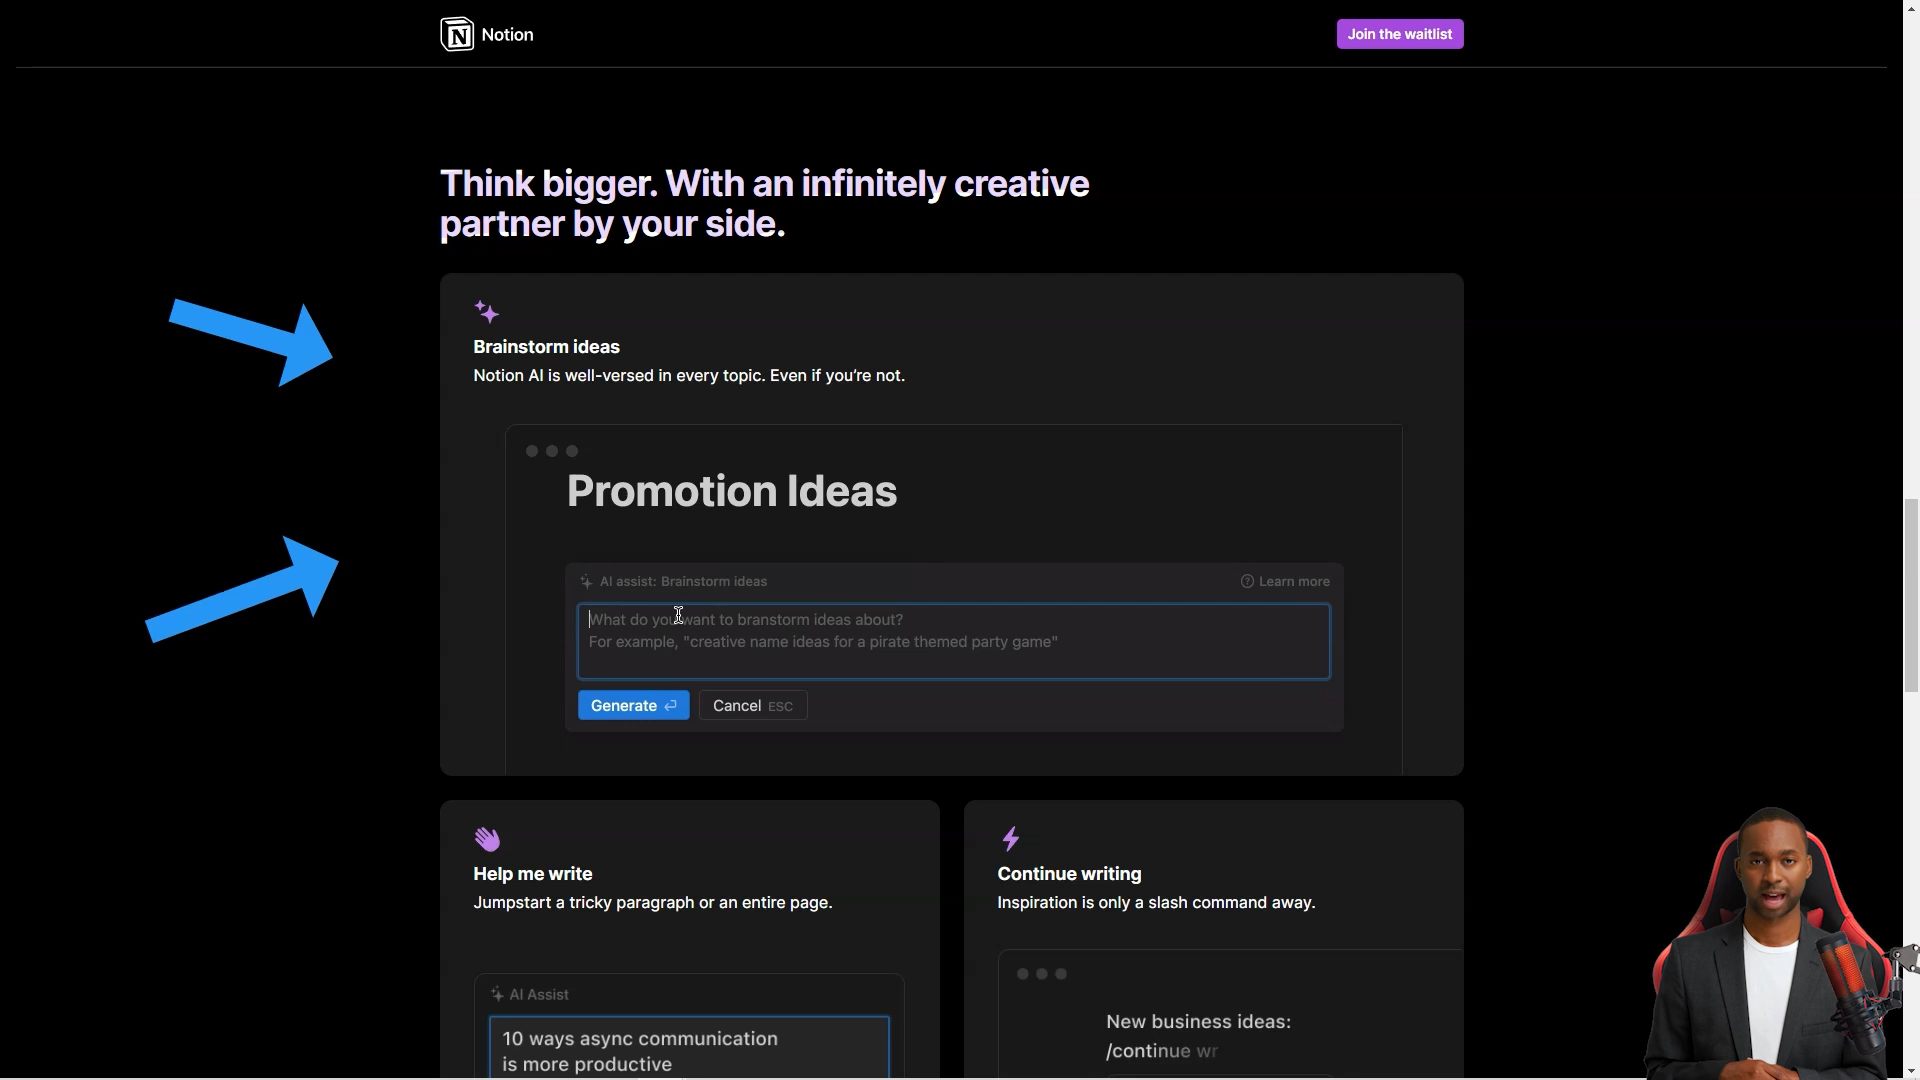 Notion
Join the waitlist
Think bigger. With an infinitely creative
partner by your side.
Brainstorm ideas
Notion AI is well-versed in every topic. Even if you're not.
Promotion Ideas
AI assist: Brainstorm ideas
Learn more
What do you want to branstorm ideas about?
For example, "creative name ideas for a pirate themed party game"
Generate
Cancel ESC
Help me write
Jumpstart a tricky paragraph or an entire page.
Continue writing
Inspiration is only a slash command away.
AI Assist
10 ways async communication
is more productive
New business ideas:
/continue wr